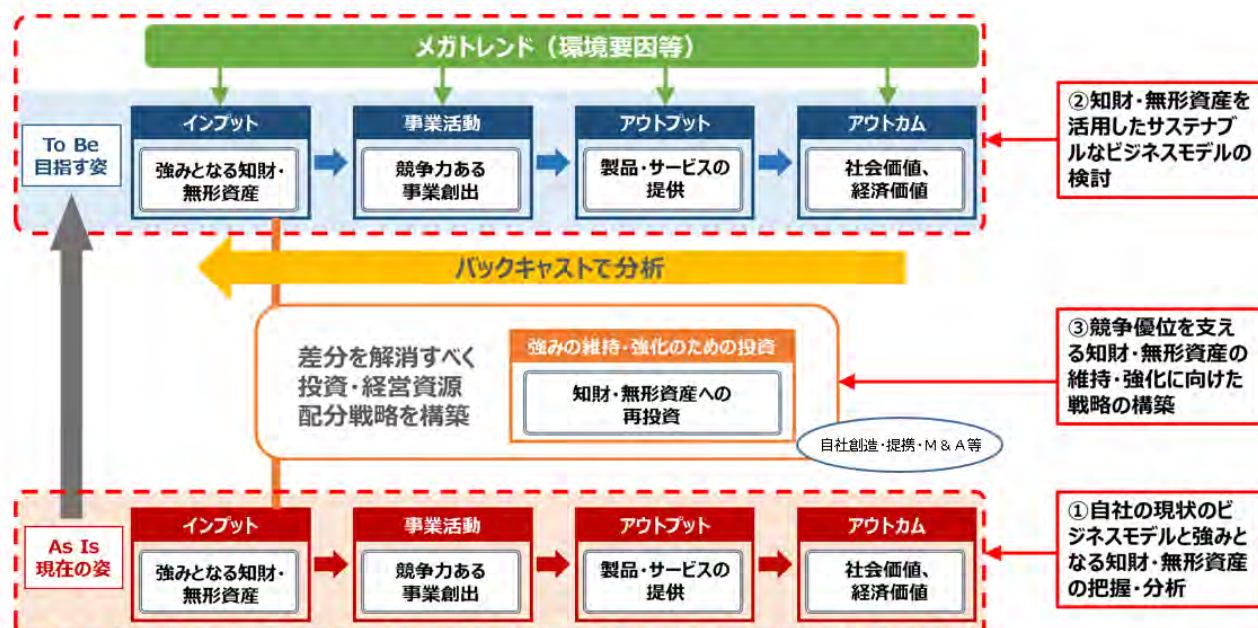 メガトレンド（環境要因等）
To Be
目指す姿
インプット
強みとなる知財・
無形資産
事業活動
競争力ある
事業創出
アウトプット
製品・サービスの
提供
アウトカム
社会価値、
経済価値
②知財・無形資産を
活用したサステナブ
ルなビジネスモデルの
検討
バックキャストで分析
差分を解消すべく
投資・経営資源
配分戦略を構築
強みの維持・強化のための投資
知財・無形資産への
再投資
自社創造・提携・M＆A等
③競争優位を支え
る知財・無形資産の
維持・強化に向けた
戦略の構築
As Is
現在の姿
インプット
強みとなる知財・
無形資産
事業活動
競争力ある
事業創出
アウトプット
製品・サービスの
提供
アウトカム
社会価値、
経済価値
①自社の現状のビ
ジネスモデルと強みと
なる知財・無形資産
の把握・分析